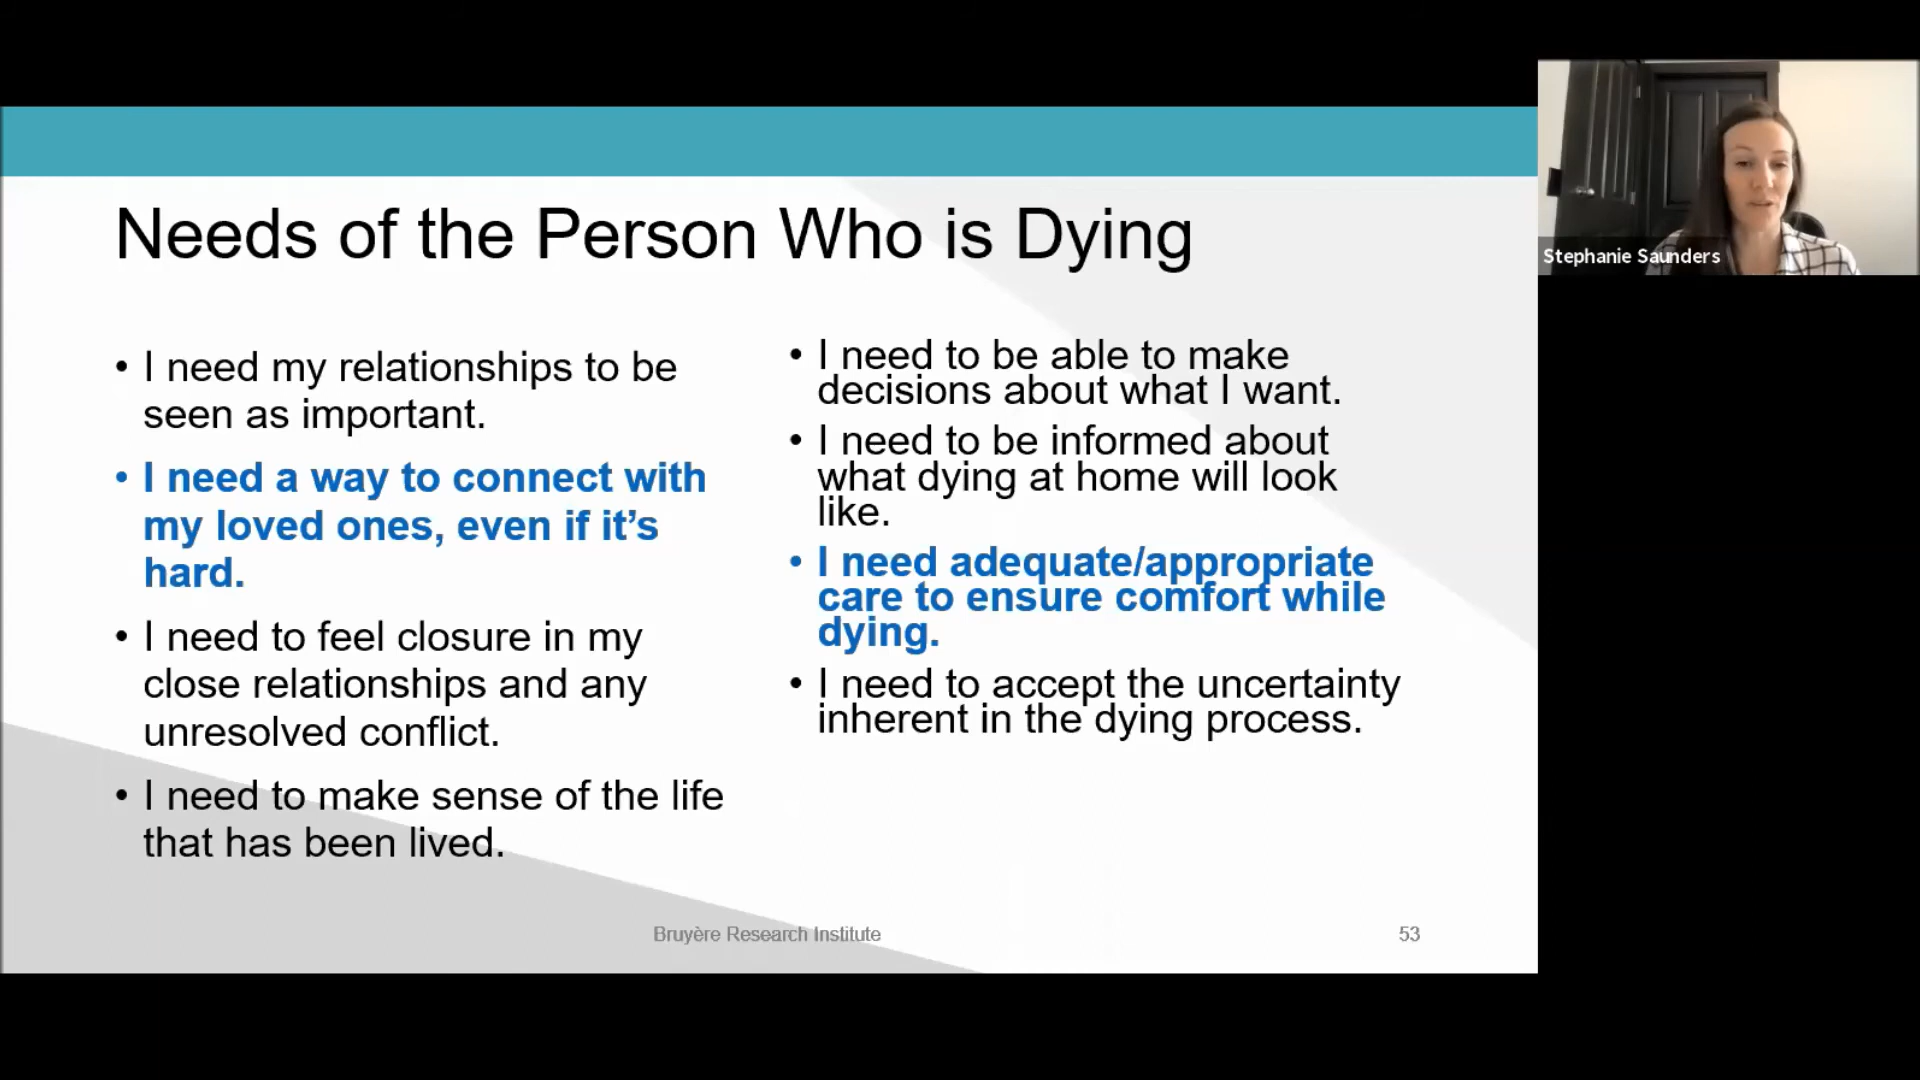 Needs of the Person Who is Dying
• I need my relationships to be
seen as important.
• I need a way to connect with
my loved ones, even if it’s
hard.
• I need to feel closure in my
close relationships and any
unresolved conflict.
• I need to make sense of the life
that has been lived.
• I need to be able to make
decisions about what I want.
• I need to be informed about
what dying at home will look
like.
• I need adequate/appropriate
care to ensure comfort while
dying.
• I need to accept the uncertainty
inherent in the dying process.
Bruyère Research Institute
53
Stephanie Saunders